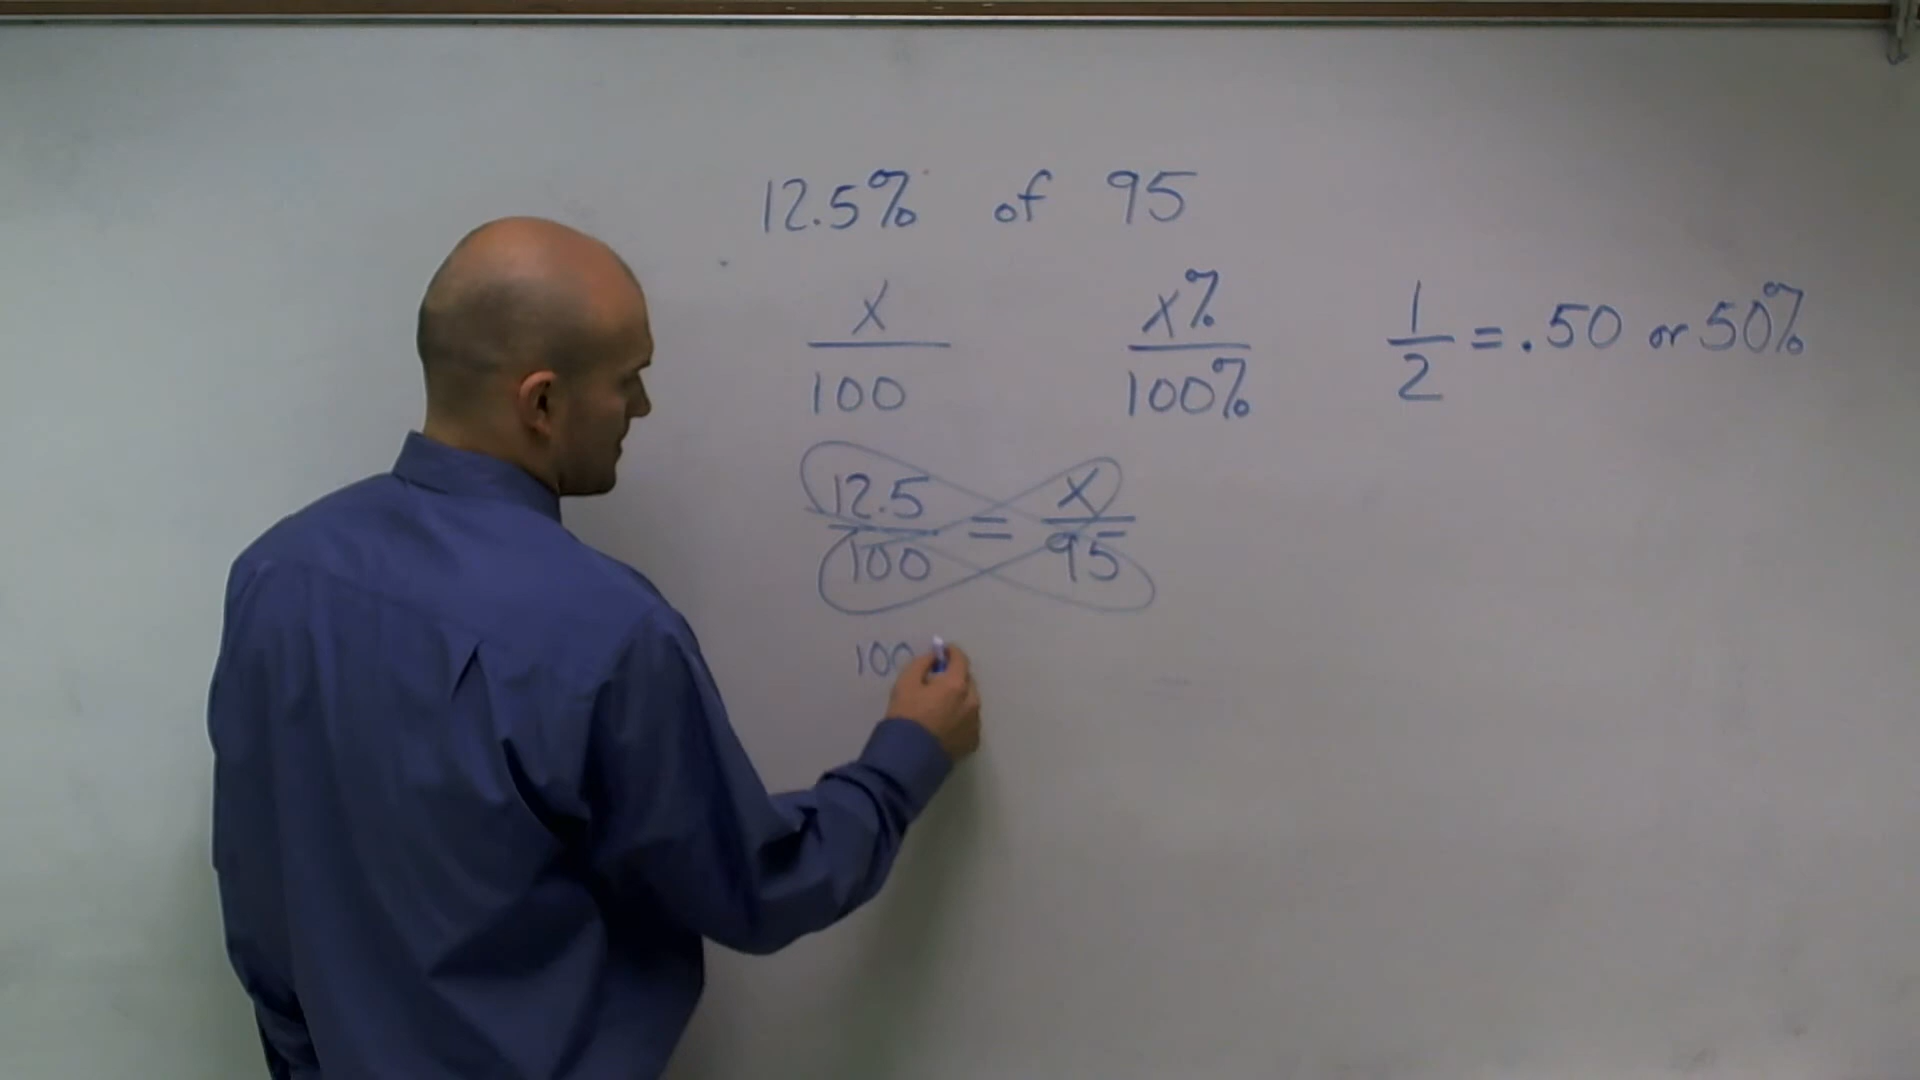 12.5% of 95
x/100 x%/100% 1/2 = .50 or 50%
12.5/100 = x/95
100